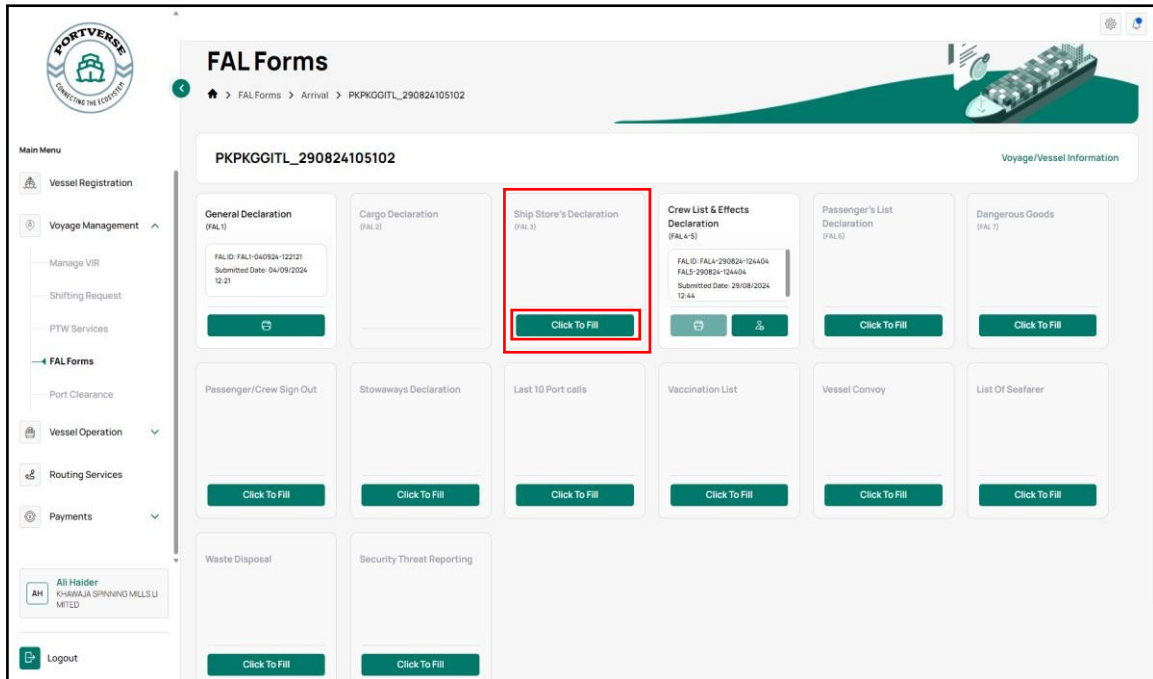 PORTVERSE
CONNECTING THE ECOSYSTEM
FAL Forms
FAL Forms > Arrival > PKPKGGITL_290824105102
Main Menu
Vessel Registration
Voyage Management
Manage VIR
Shifting Request
PTW Services
FAL Forms
Port Clearance
Vessel Operation
Routing Services
Payments
AH
Ali Haider
KHAWAJA SPINNING MILLS LI
MITED
Logout
PKPKGGITL_290824105102
Voyage/Vessel Information
General Declaration
(FAL 1)
FAL ID: FAL1-040924-122121
Submitted Date: 04/09/2024
12:21
Cargo Declaration
(FAL 2)
Ship Store's Declaration
(FAL 3)
Click To Fill
Crew List & Effects
Declaration
(FAL 4-5)
FAL ID: FAL4-290824-124404
FAL5-290824-124404
Submitted Date: 29/08/2024
12:44
Passenger's List
Declaration
(FAL 6)
Click To Fill
Dangerous Goods
(FAL 7)
Click To Fill
Passenger/Crew Sign Out
Click To Fill
Stowaways Declaration
Click To Fill
Last 10 Port calls
Click To Fill
Vaccination List
Click To Fill
Vessel Convoy
Click To Fill
List Of Seafarer
Click To Fill
Waste Disposal
Click To Fill
Security Threat Reporting
Click To Fill